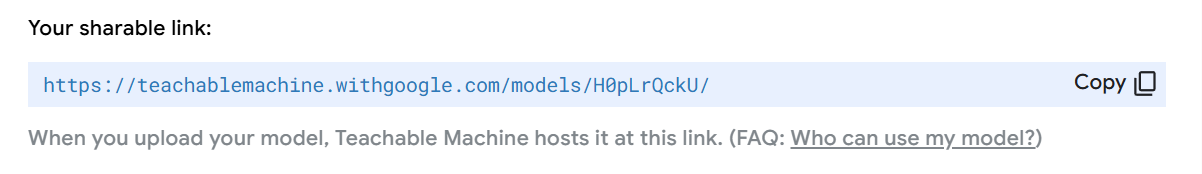 Your sharable link:
https://teachablemachine.withgoogle.com/models/H0pLrQckU/
Copy
When you upload your model, Teachable Machine hosts it at this link. (FAQ: Who can use my model?)